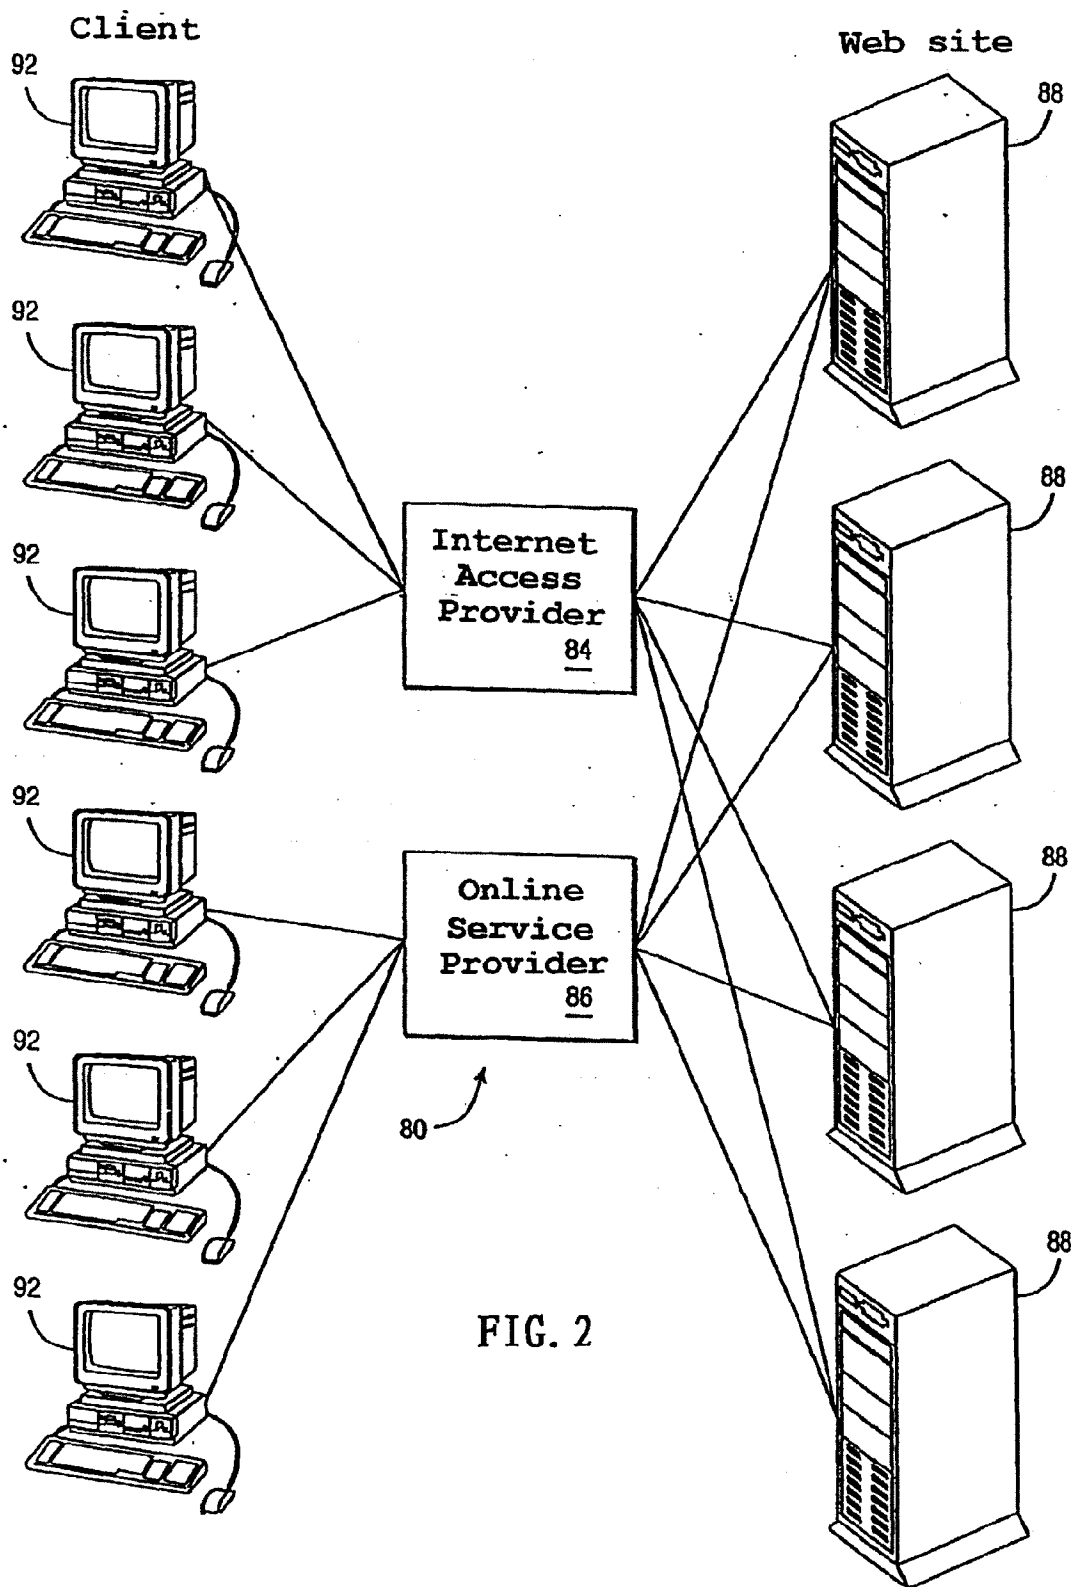 Client
Web site
92
88
92
88
92
Internet
Access
Provider
84
92
88
Online
Service
Provider
86
92
80
88
92
FIG. 2